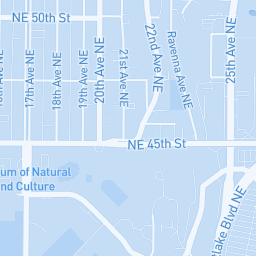 NE 50th St
17th Ave NE
18th Ave NE
19th Ave NE
20th Ave NE
21st Ave NE
22nd Ave NE
Ravenna Ave NE
25th Ave NE
NE 45th St
um of Natural
nd Culture
lake Blvd NE